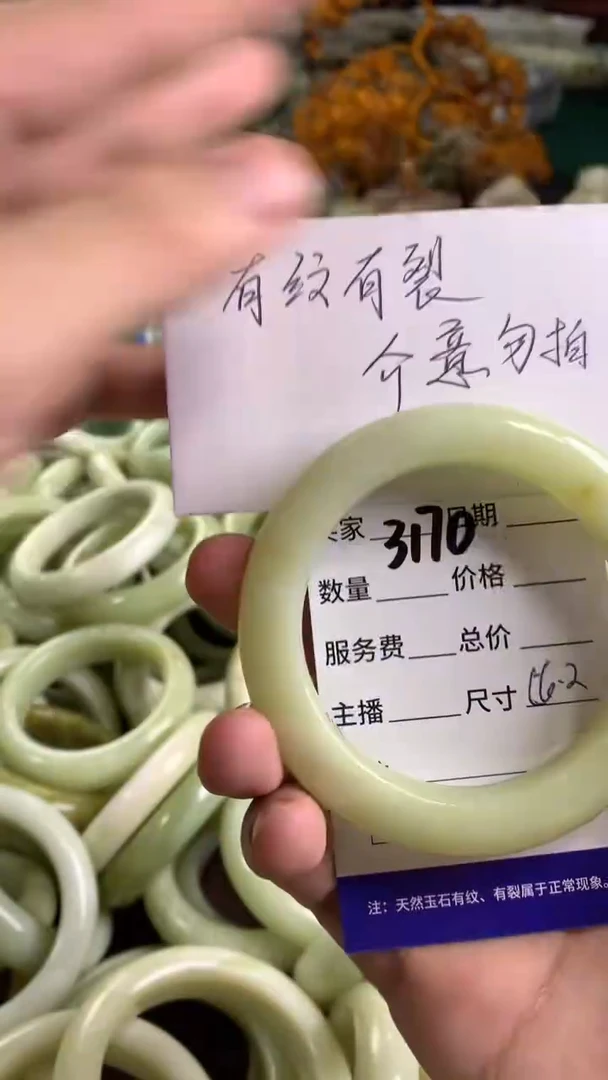 有纹有裂
介意勿拍
家 日期
3170
数量 价格
服务费 总价
主播 尺寸 56-2
注：天然玉石有纹、有裂属于正常现象。